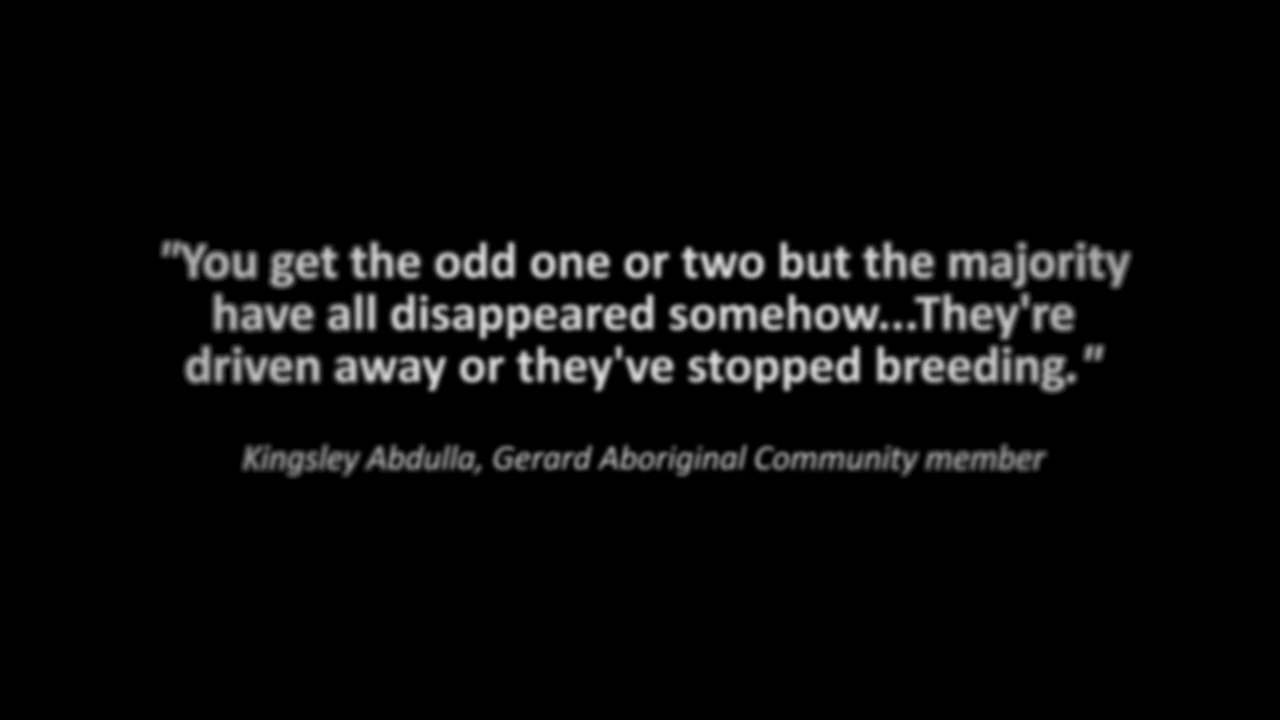 "You get the odd one or two but the majority
have all disappeared somehow...They're
driven away or they've stopped breeding."
Kingsley Abdulla, Gerard Aboriginal Community member